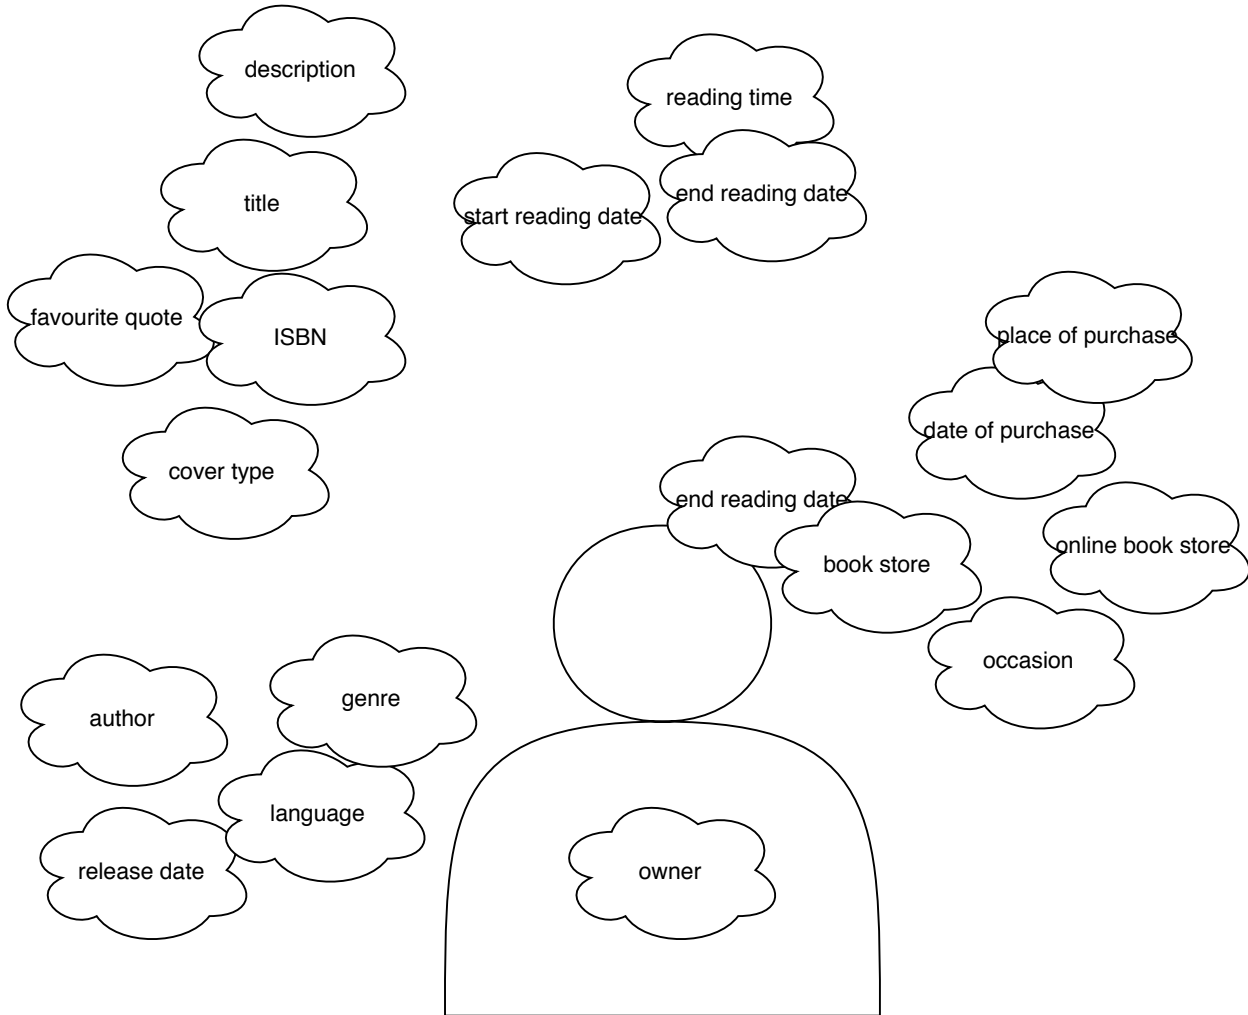 description
reading time
title
end reading date
start reading date
favourite quote
ISBN
place of purchase
date of purchase
cover type
end reading date
online book store
book store
occasion
genre
author
language
release date
owner